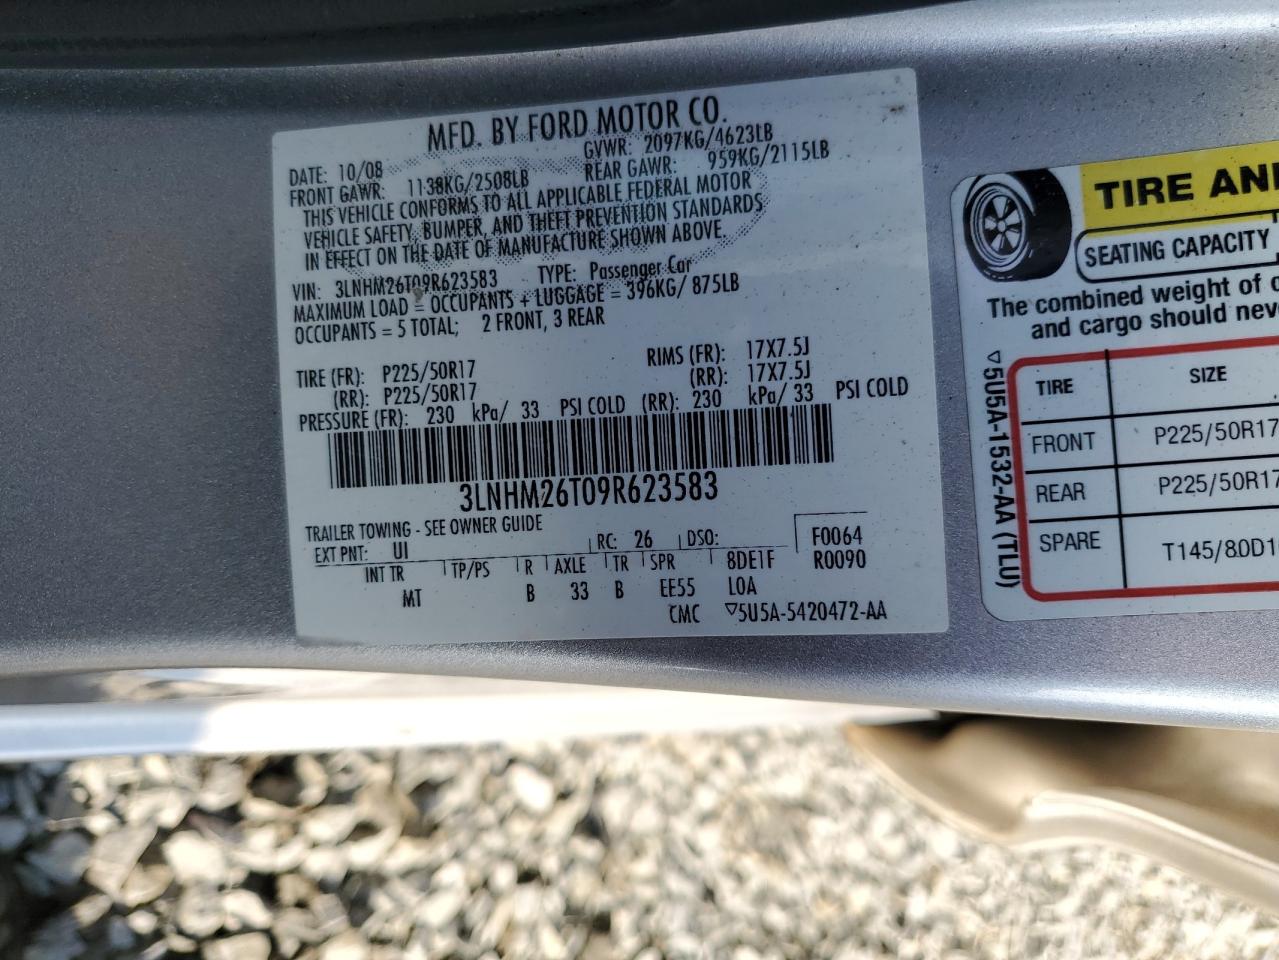 MFD. BY FORD MOTOR CO.
DATE: 10/08 GVWR: 2097KG/4623LB
FRONT GAWR: 1138KG/2508LB REAR GAWR: 959KG/2115LB
THIS VEHICLE CONFORMS TO ALL APPLICABLE FEDERAL MOTOR
VEHICLE SAFETY, BUMPER, AND THEFT PREVENTION STANDARDS
IN EFFECT ON THE DATE OF MANUFACTURE SHOWN ABOVE.
VIN: 3LNHM26T09R623583 TYPE: Passenger Car
MAXIMUM LOAD = OCCUPANTS + LUGGAGE = 396KG/ 875LB
OCCUPANTS = 5 TOTAL; 2 FRONT, 3 REAR
TIRE (FR): P225/50R17 RIMS (FR): 17X7.5J
(RR): P225/50R17 (RR): 17X7.5J
PRESSURE (FR): 230 kPa/ 33 PSI COLD (RR): 230 kPa/ 33 PSI COLD
3LNHM26T09R623583
TRAILER TOWING - SEE OWNER GUIDE
EXT PNT: UI RC: 26 DSO: F0064
INT TR TP/PS R AXLE TR SPR 8DE1F R0090
MT B 33 B EE55 LOA
CMC ▽5U5A-5420472-AA
TIRE AN
SEATING CAPACITY
The combined weight of
and cargo should
▽5U5A-1532-AA (TLU)
TIRE SIZE
FRONT P225/50R17
REAR P225/50R17
SPARE T145/80D1